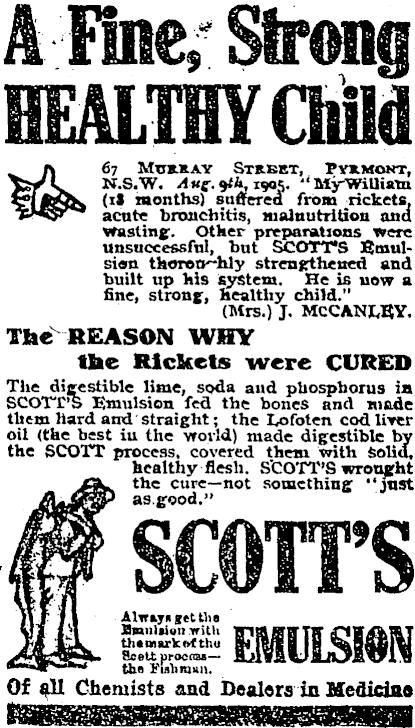 A Fine, Strong
HEALTHY Child
67 MURRAY STREET, PYRMONT,
N.S.W. Aug. 9th, 1905. "My William
(18 months) suffered from rickets,
acute bronchitis, malnutrition and
wasting. Other preparations were
unsuccessful, but SCOTT'S Emul-
sion thoroughly strengthened and
built up his system. He is now a
fine, strong, healthy child."
(Mrs.) J. MCCANLEY.
The REASON WHY
the Rickets were CURED
The digestible lime, soda and phosphorus in
SCOTT'S Emulsion fed the bones and made
them hard and straight; the Lofoten cod liver
oil (the best in the world) made digestible by
the SCOTT process, covered them with solid,
healthy flesh. SCOTT'S wrought
the cure—not something "just
as good."
SCOTT'S
Always get the
Emulsion with
the mark of the
Scott process—
the Fishman.
EMULSION
Of all Chemists and Dealers in Medicine